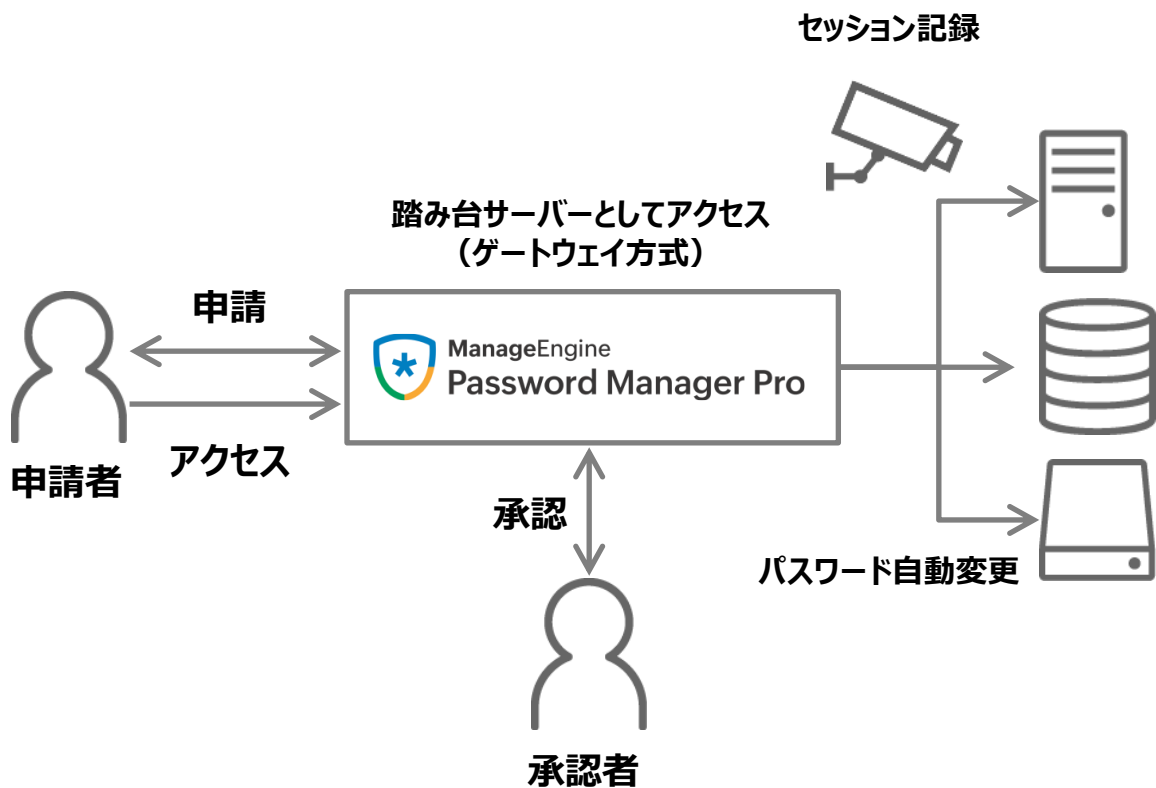 セッション記録
踏み台サーバーとしてアクセス
（ゲートウェイ方式）
申請
ManageEngine
Password Manager Pro
アクセス
申請者
承認
パスワード自動変更
承認者